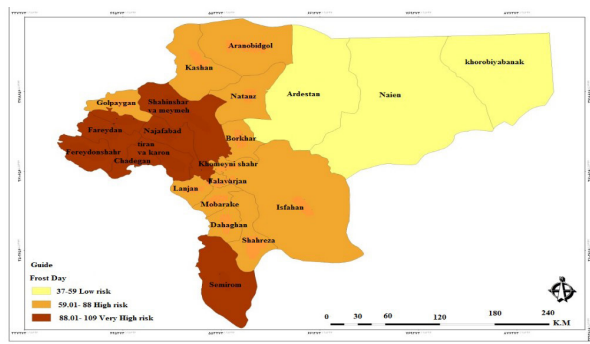 Aranobidgol
khorobiyabanak
Kashan
Natanz
Ardestan
Naien
Golpaygan
Shahinshar
va meymeh
Fareydan
Najafabad
Borkhar
tiran
va karon
Fereydonshahr
Chadegan
Khomeyni shahr
Falavarjan
Lanjan
Mobarake
Isfahan
Dahaghan
Shahreza
Semirom
Guide
Frost Day
37-59 Low risk
59.01- 88 High risk
88.01- 109 Very High risk
0 30 60 120 180 240
K.M